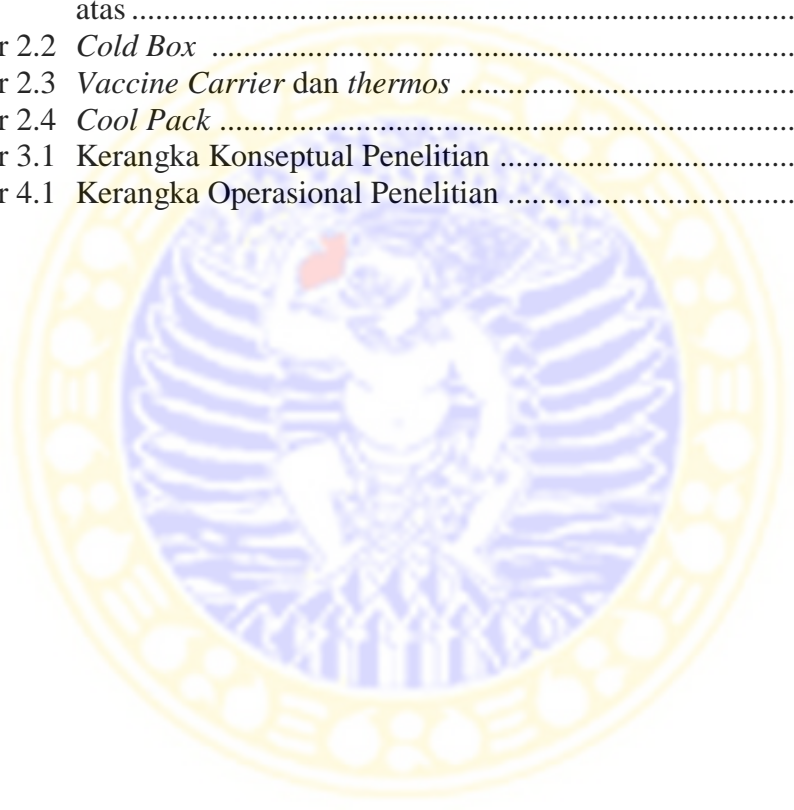 atas ....................................................................................
r 2.2 Cold Box ..........................................................................
r 2.3 Vaccine Carrier dan thermos ...........................................
r 2.4 Cool Pack .........................................................................
r 3.1 Kerangka Konseptual Penelitian ......................................
r 4.1 Kerangka Operasional Penelitian .....................................